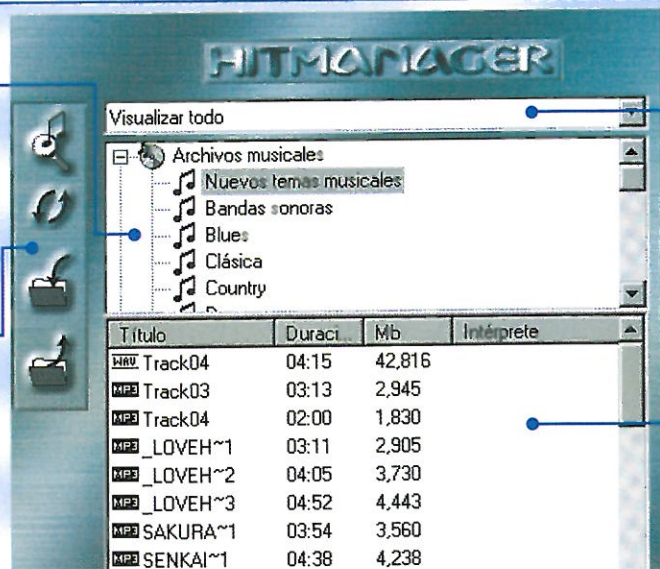 HITMANAGER
Visualizar todo
Archivos musicales
Nuevos temas musicales
Bandas sonoras
Blues
Clásica
Country
Título Duraci... Mb Intérprete
WAV Track04 04:15 42,816
MP3 Track03 03:13 2,945
MP3 Track04 02:00 1,830
MP3 _LOVEH~1 03:11 2,905
MP3 _LOVEH~2 04:05 3,730
MP3 _LOVEH~3 04:52 4,443
MP3 SAKURA~1 03:54 3,560
MP3 SENKAI~1 04:38 4,238